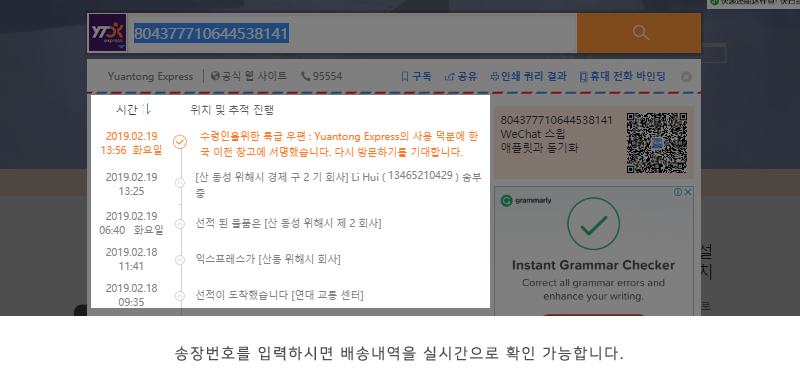 YTO express
804377710644538141
Yuantong Express 공식 웹 사이트 95554 구독 공유 인쇄 쿼리 결과 휴대 전화 바인딩
시간 위치 및 추적 진행
2019.02.19 13:56 화요일
수령인을위한 특급 우편 : Yuantong Express의 사용 덕분에 한
국 이전 창고에 서명했습니다. 다시 방문하기를 기대합니다.
2019.02.19 13:25
[산 동성 위해시 경제 구 2 기 회사] Li Hui ( 13465210429 ) 송부
중
2019.02.19 06:40 화요일
선적 된 물품은 [산 동성 위해시 제 2 회사]
2019.02.18 11:41
익스프레스가 [산동 위해시 회사]
2019.02.18 09:35
선적이 도착했습니다 [연대 교통 센터]
804377710644538141
WeChat 스윕
애플릿과 동기화
grammarly
Instant Grammar Checker
Correct all grammar errors and
enhance your writing.
설
치
로
송장번호를 입력하시면 배송내역을 실시간으로 확인 가능합니다.